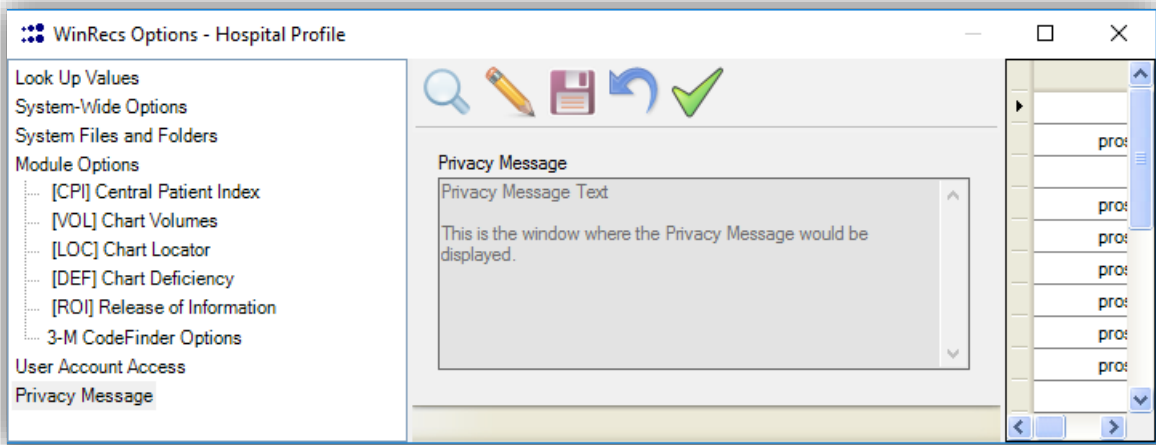 WinRecs Options - Hospital Profile
Look Up Values
System-Wide Options
System Files and Folders
Module Options
[CPI] Central Patient Index
[VOL] Chart Volumes
[LOC] Chart Locator
[DEF] Chart Deficiency
[ROI] Release of Information
3-M CodeFinder Options
User Account Access
Privacy Message
Privacy Message
Privacy Message Text
This is the window where the Privacy Message would be
displayed.